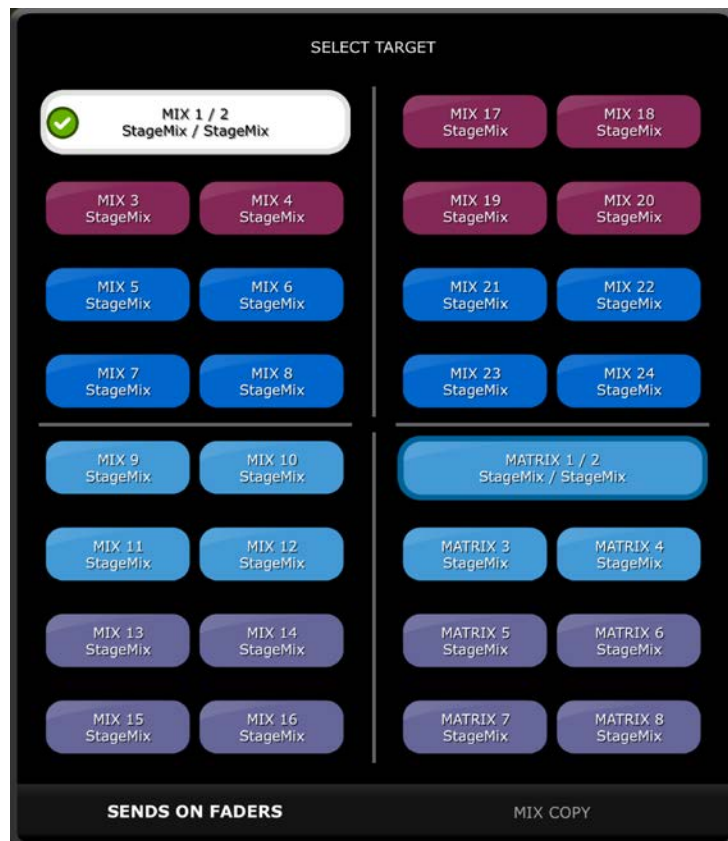 SELECT TARGET
MIX 1 / 2
StageMix / StageMix
MIX 3
StageMix
MIX 4
StageMix
MIX 5
StageMix
MIX 6
StageMix
MIX 7
StageMix
MIX 8
StageMix
MIX 17
StageMix
MIX 18
StageMix
MIX 19
StageMix
MIX 20
StageMix
MIX 21
StageMix
MIX 22
StageMix
MIX 23
StageMix
MIX 24
StageMix
MIX 9
StageMix
MIX 10
StageMix
MIX 11
StageMix
MIX 12
StageMix
MIX 13
StageMix
MIX 14
StageMix
MIX 15
StageMix
MIX 16
StageMix
MATRIX 1 / 2
StageMix / StageMix
MATRIX 3
StageMix
MATRIX 4
StageMix
MATRIX 5
StageMix
MATRIX 6
StageMix
MATRIX 7
StageMix
MATRIX 8
StageMix
SENDS ON FADERS
MIX COPY